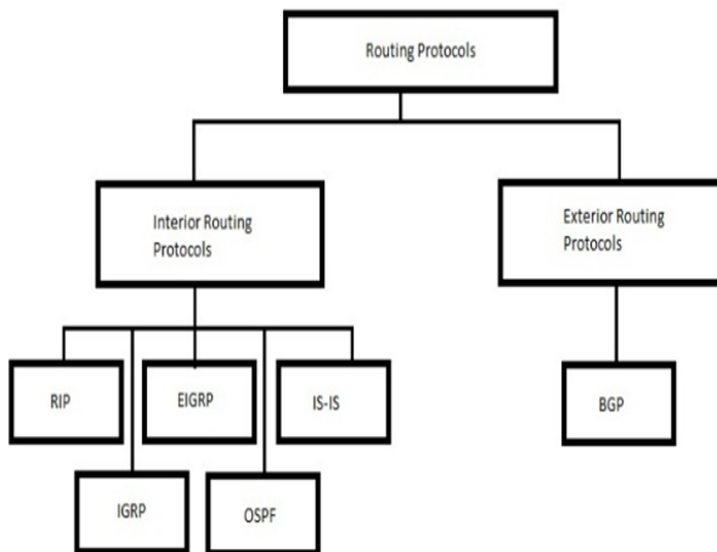 Routing Protocols
Interior Routing
Protocols
Exterior Routing
Protocols
RIP
EIGRP
IS-IS
BGP
IGRP
OSPF